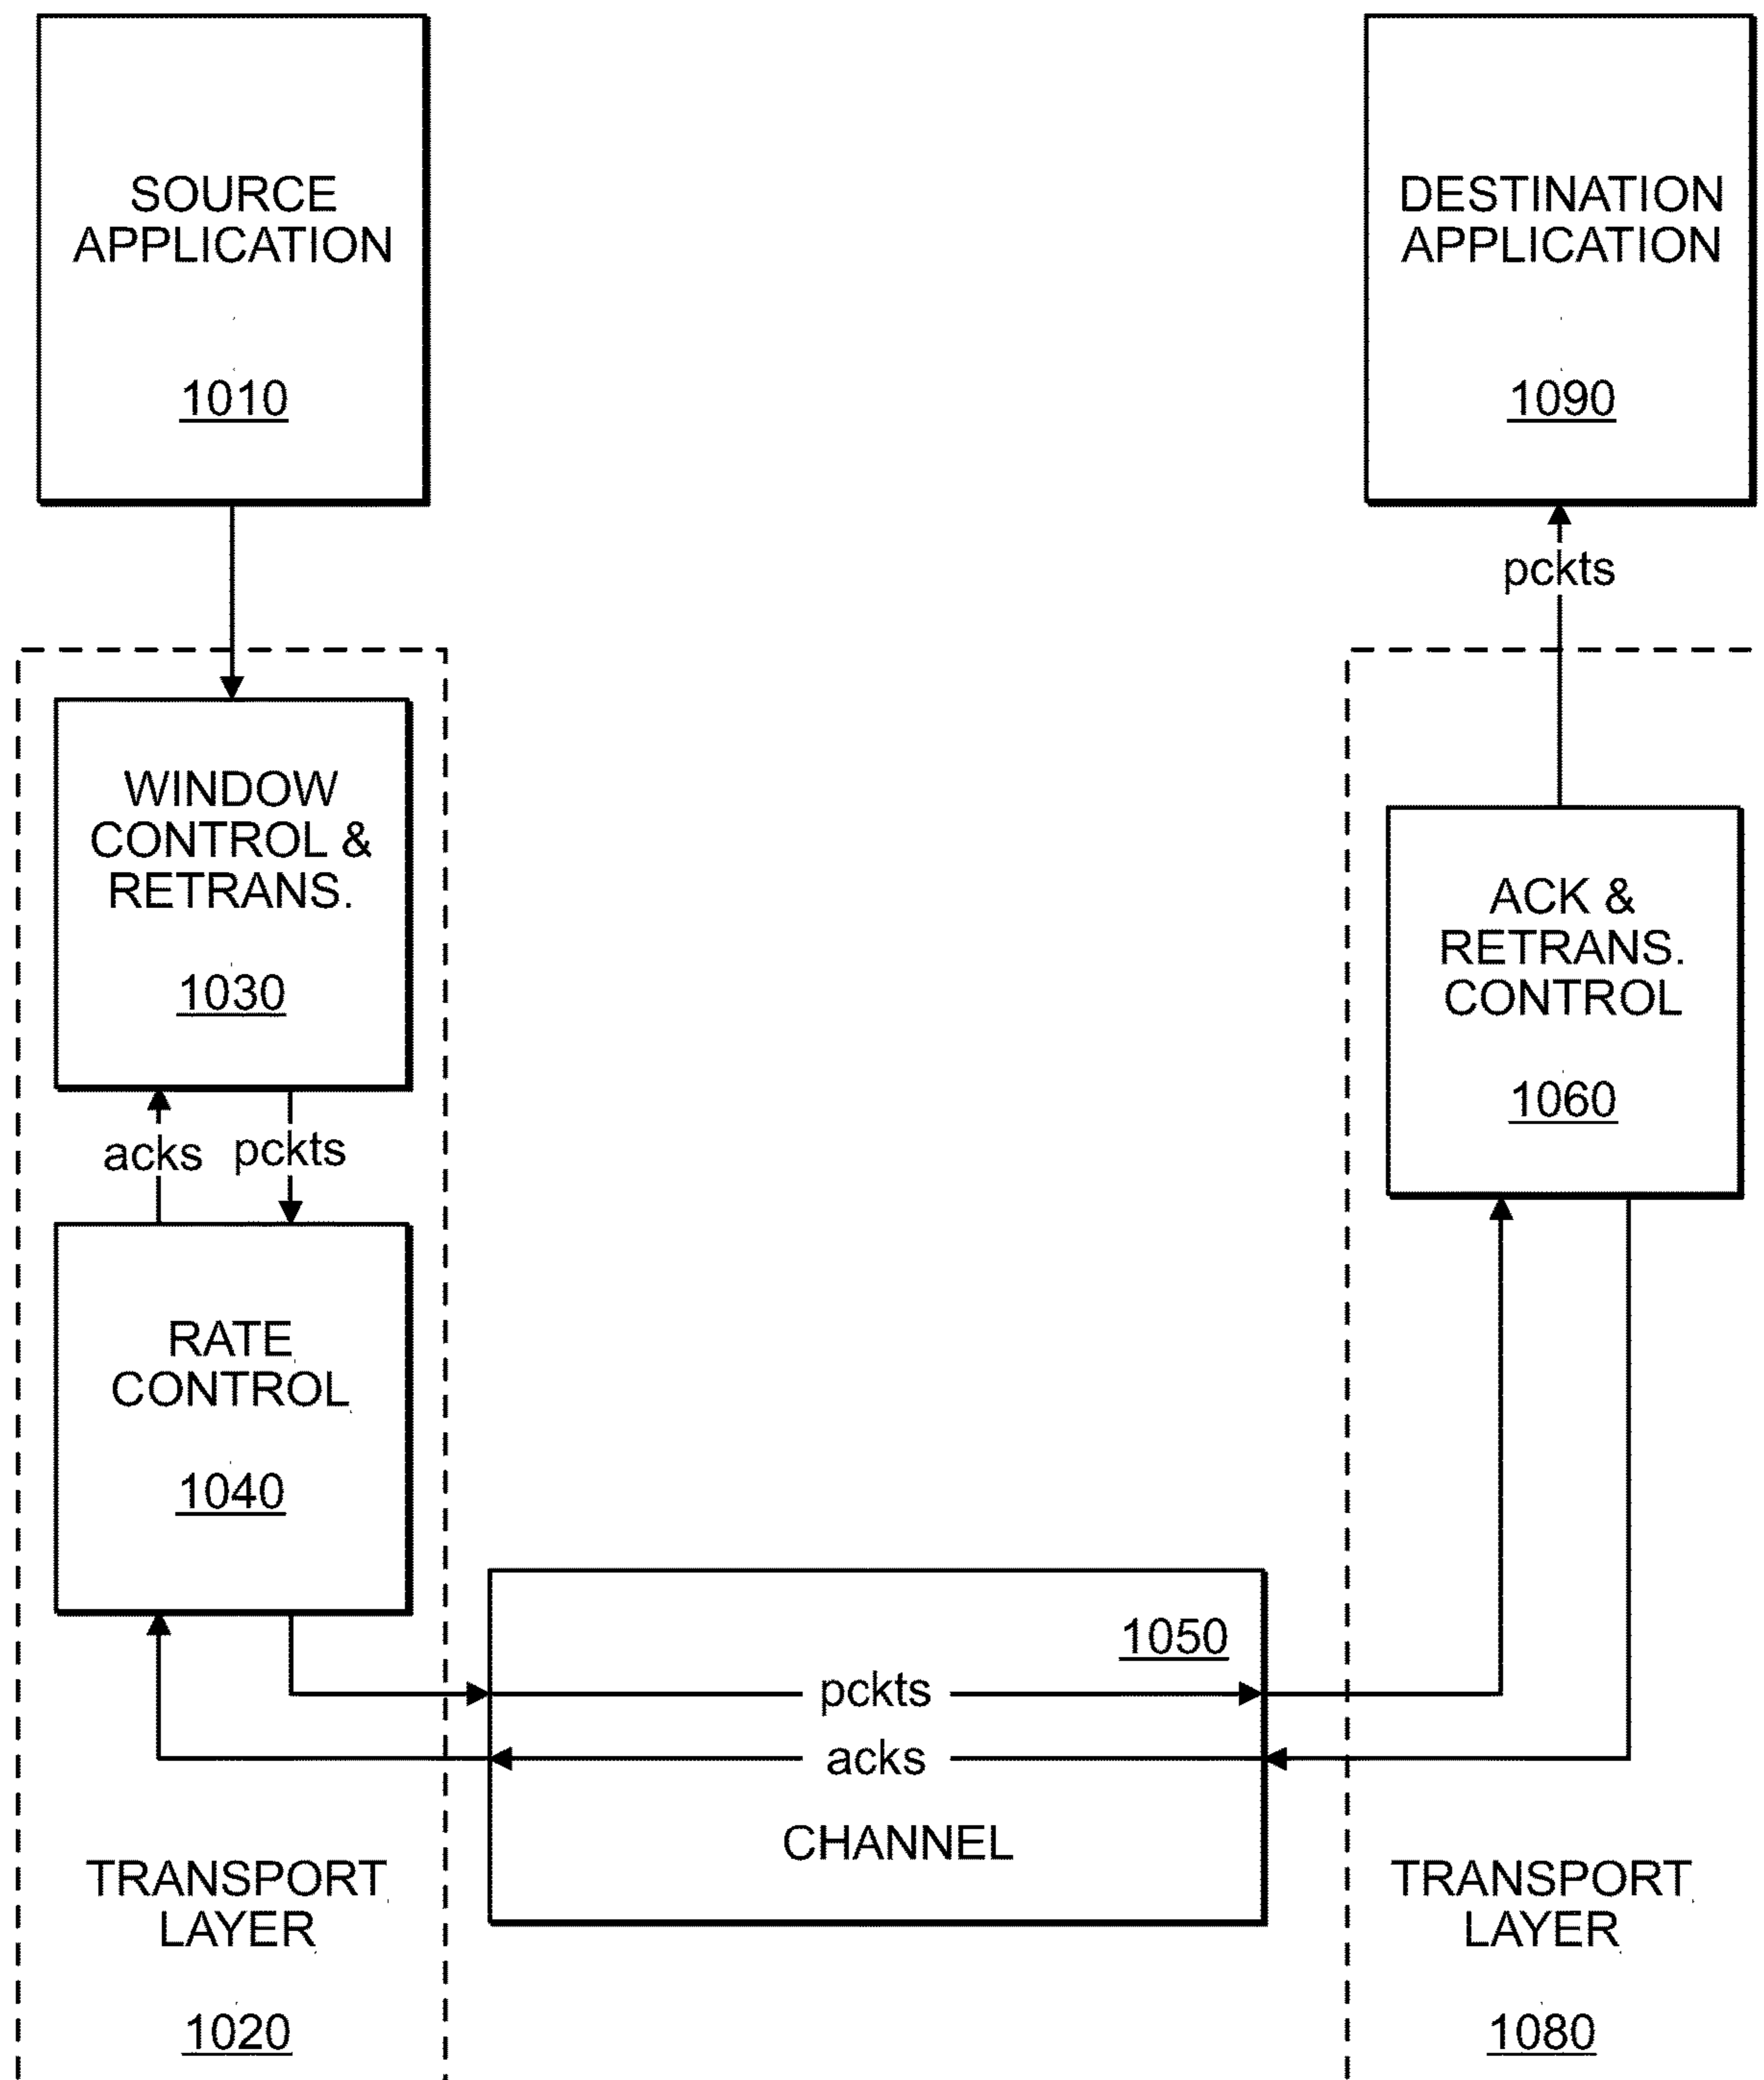 SOURCE
APPLICATION
1010
DESTINATION
APPLICATION
1090
pckts
WINDOW
CONTROL &
RETRANS.
1030
acks pckts
RATE
CONTROL
1040
ACK &
RETRANS.
CONTROL
1060
1050
pckts
acks
CHANNEL
TRANSPORT
LAYER
1020
TRANSPORT
LAYER
1080